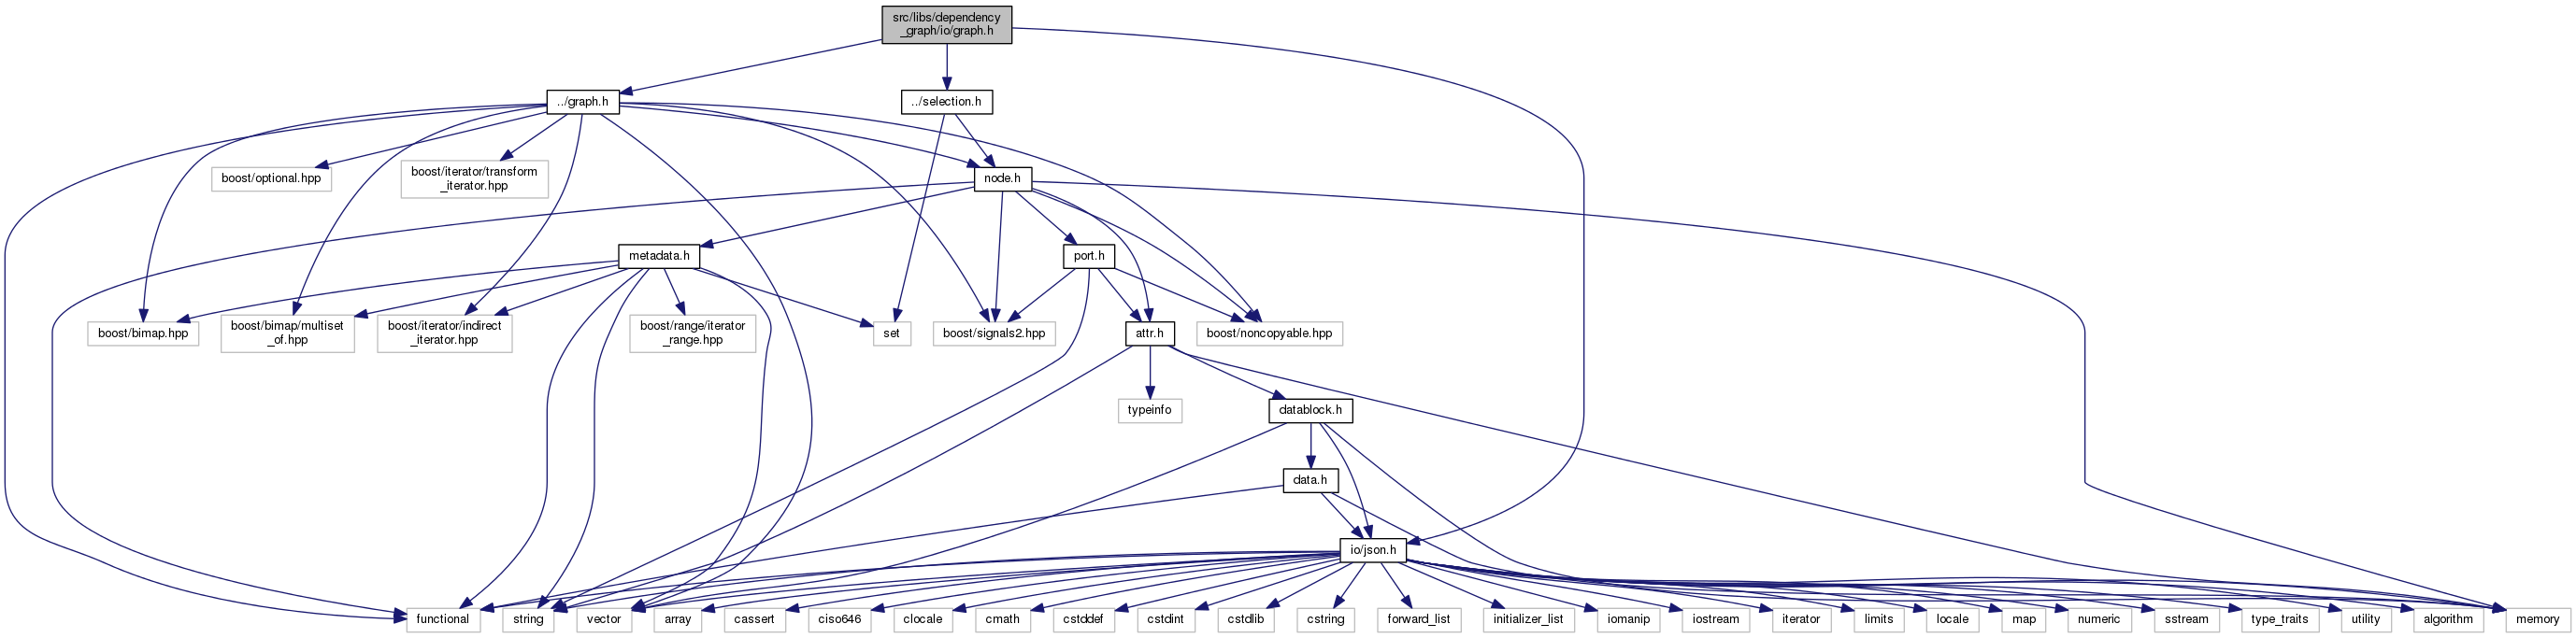 src/libs/dependency
_graph/io/graph.h
../graph.h
../selection.h
boost/optional.hpp
boost/iterator/transform
_iterator.hpp
node.h
metadata.h
port.h
boost/bimap.hpp
boost/bimap/multiset
_of.hpp
boost/iterator/indirect
_iterator.hpp
boost/range/iterator
_range.hpp
set
boost/signals2.hpp
attr.h
boost/noncopyable.hpp
typeinfo
datablock.h
data.h
io/json.h
functional
string
vector
array
cassert
ciso646
clocale
cmath
cstddef
cstdint
cstdlib
cstring
forward_list
initializer_list
iomanip
iostream
iterator
limits
locale
map
numeric
sstream
type_traits
utility
algorithm
memory